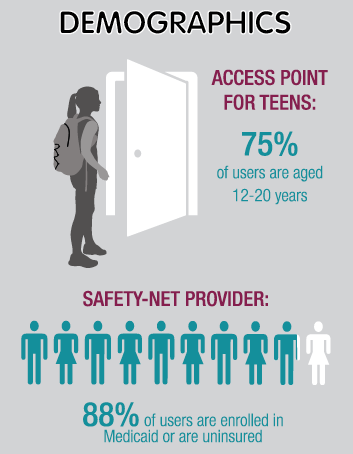 DEMOGRAPHICS
ACCESS POINT
FOR TEENS:
75%
of users are aged
12-20 years
SAFETY-NET PROVIDER:
88% of users are enrolled in
Medicaid or are uninsured